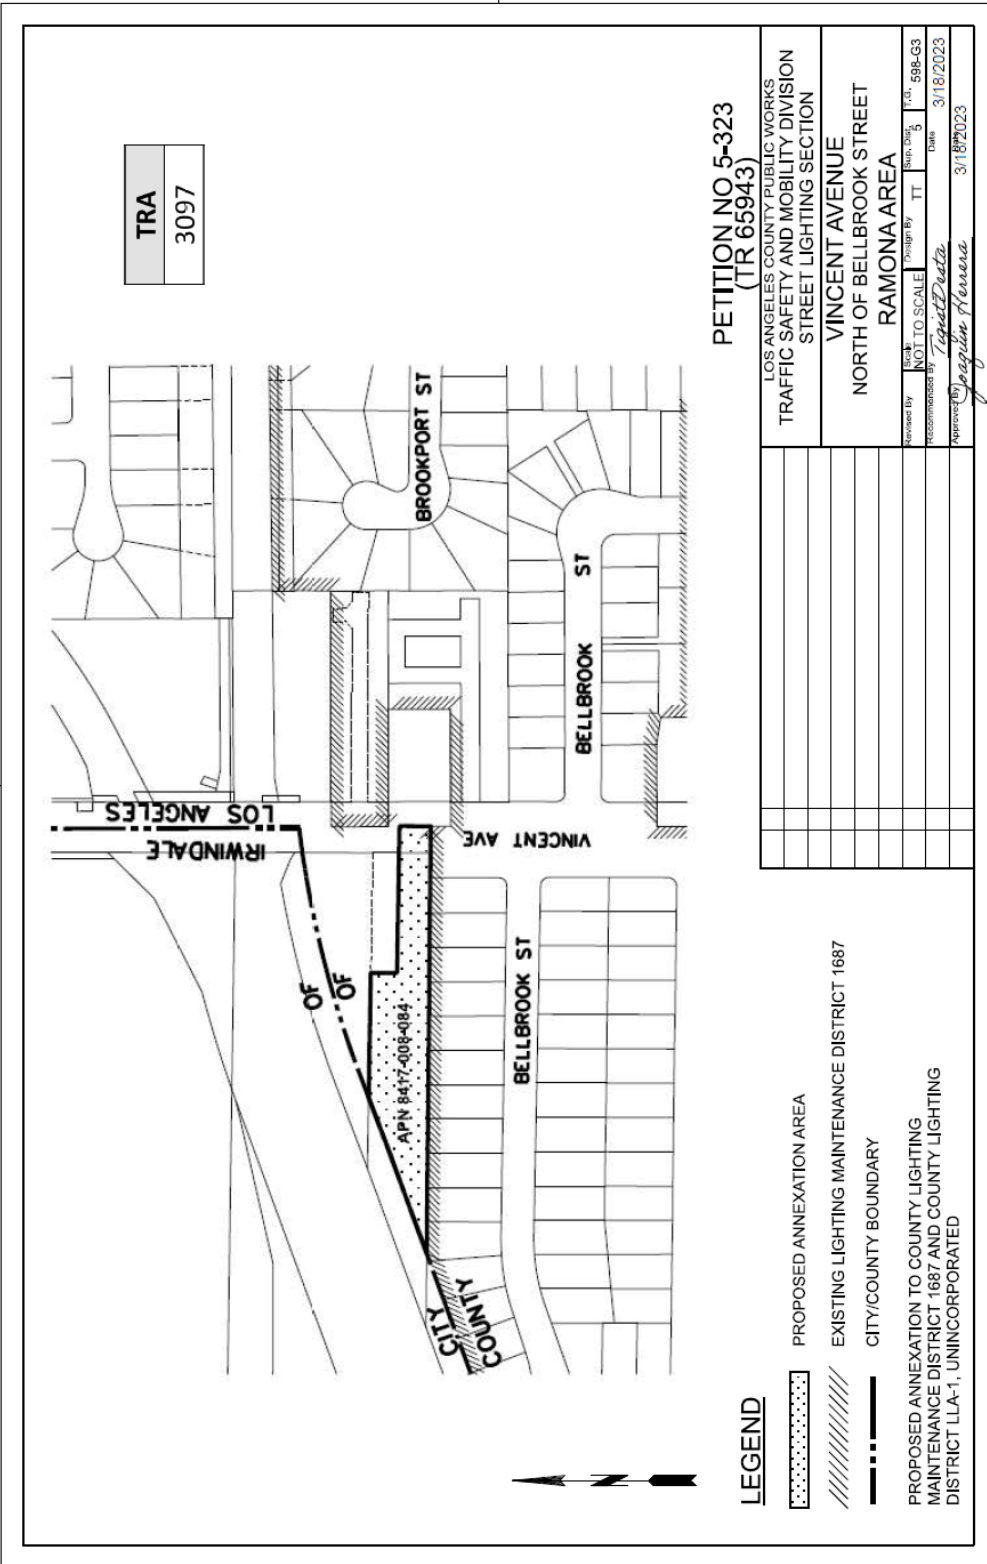 TRA
3097
BROOKPORT ST
BELLBROOK ST
LOS ANGELES
IRWINDALE
OF
OF
VINCENT AVE
APN 8417-008-084
BELLBROOK ST
CITY
COUNTY
LEGEND
PROPOSED ANNEXATION AREA
EXISTING LIGHTING MAINTENANCE DISTRICT 1687
CITY/COUNTY BOUNDARY
PROPOSED ANNEXATION TO COUNTY LIGHTING
MAINTENANCE DISTRICT 1687 AND COUNTY LIGHTING
DISTRICT LLA-1, UNINCORPORATED
N
PETITION NO 5-323
(TR 65943)
LOS ANGELES COUNTY PUBLIC WORKS
TRAFFIC SAFETY AND MOBILITY DIVISION
STREET LIGHTING SECTION
VINCENT AVENUE
NORTH OF BELLBROOK STREET
RAMONA AREA
Revised By Scale NOT TO SCALE Design By TT Sup. Dist. 5 T.G. 598-G3
Recommended By Tigist Desta Date 3/18/2023
Approved By Joaquin Herrera Date 3/18/2023